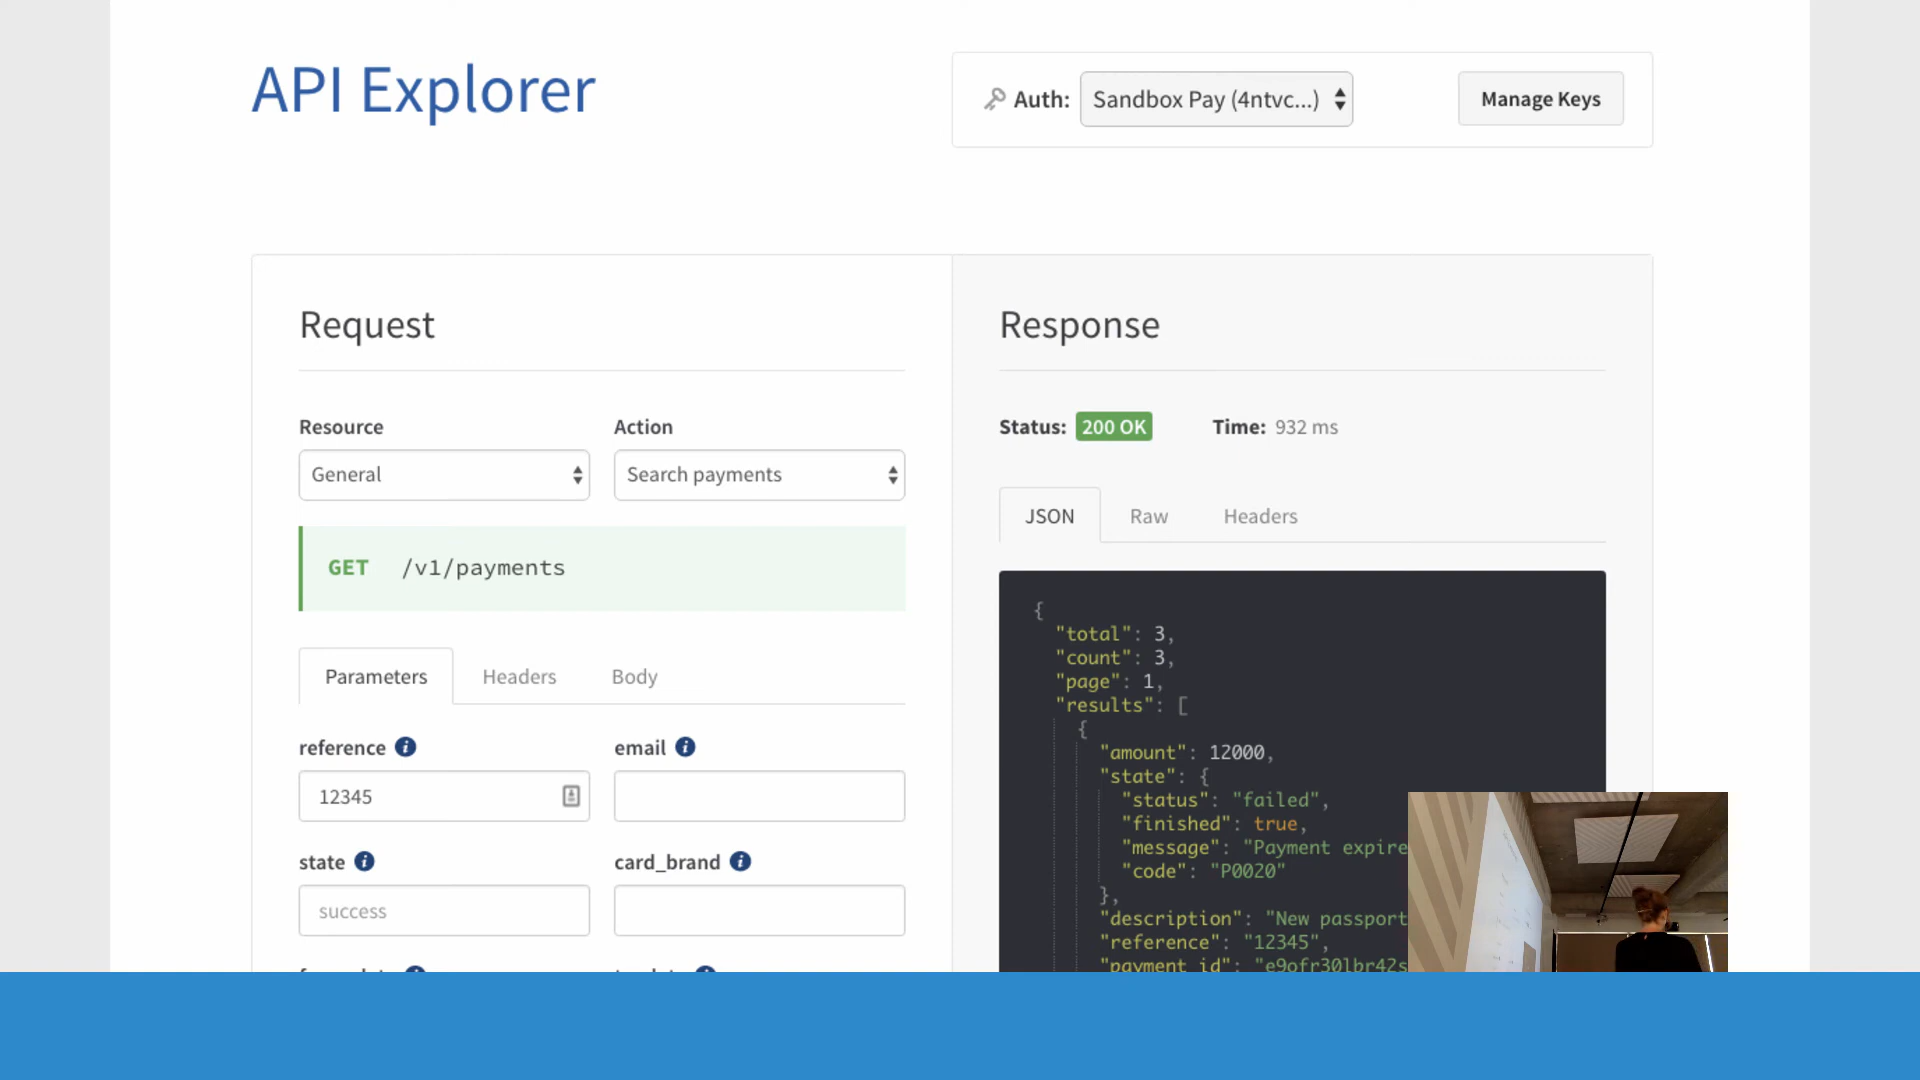 API Explorer
Auth: Sandbox Pay (4ntvc...)
Manage Keys
Request
Resource
Action
General
Search payments
GET /v1/payments
Parameters Headers Body
reference
email
12345
state
card_brand
success
Response
Status: 200 OK Time: 932 ms
JSON Raw Headers
{
"total": 3,
"count": 3,
"page": 1,
"results": [
{
"amount": 12000,
"state": {
"status": "failed",
"finished": true,
"message": "Payment expire
"code": "P0020"
},
"description": "New passport
"reference": "12345",
"payment_id": "e9ofr30lbr42s